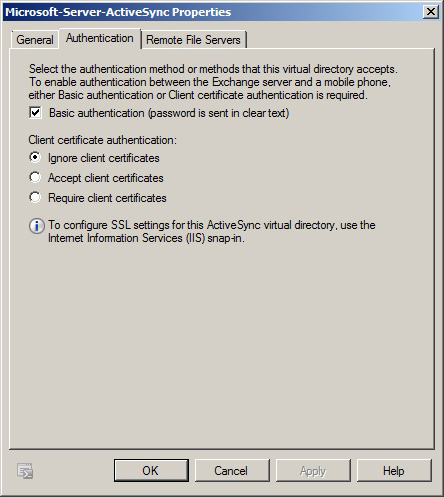 Microsoft-Server-ActiveSync Properties
General
Authentication
Remote File Servers
Select the authentication method or methods that this virtual directory accepts.
To enable authentication between the Exchange server and a mobile phone,
either Basic authentication or Client certificate authentication is required.
Basic authentication (password is sent in clear text)
Client certificate authentication:
Ignore client certificates
Accept client certificates
Require client certificates
To configure SSL settings for this ActiveSync virtual directory, use the
Internet Information Services (IIS) snap-in.
OK
Cancel
Apply
Help